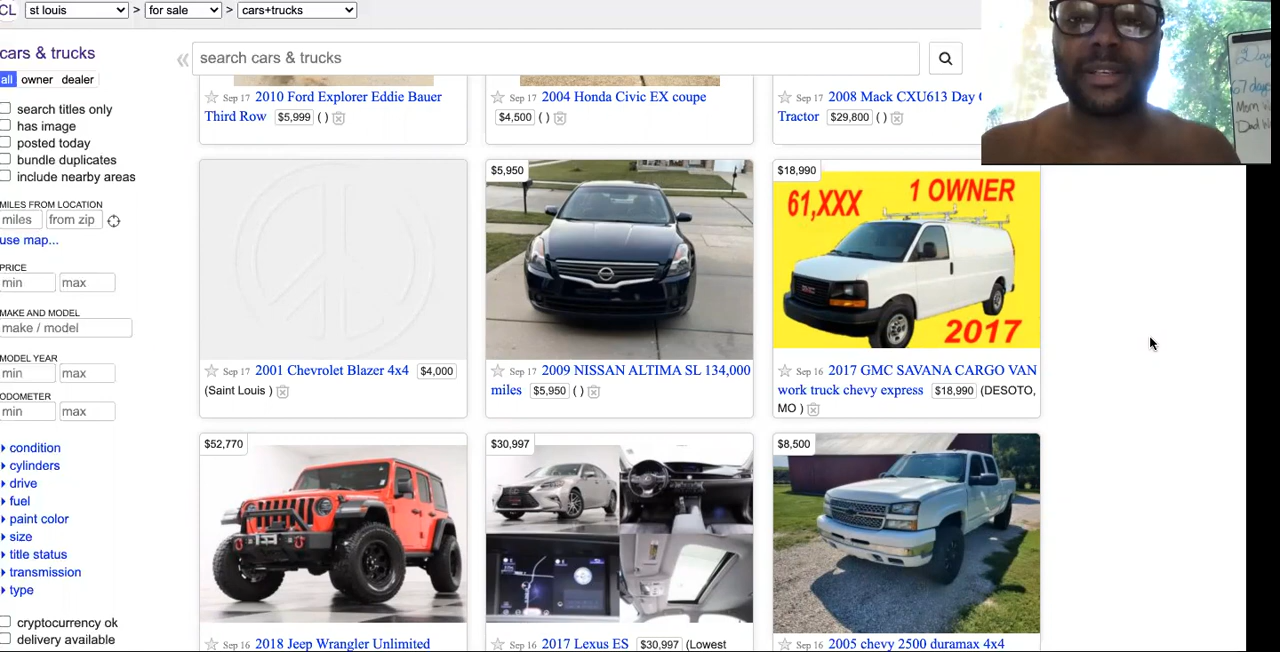 CL st louis > for sale > cars+trucks
cars & trucks
« search cars & trucks
all owner dealer
search titles only
has image
posted today
bundle duplicates
include nearby areas
MILES FROM LOCATION
miles from zip
use map...
PRICE
min max
MAKE AND MODEL
make / model
MODEL YEAR
min max
ODOMETER
min max
condition
cylinders
drive
fuel
paint color
size
title status
transmission
type
cryptocurrency ok
delivery available
Sep 17 2010 Ford Explorer Eddie Bauer
Third Row $5,999 ( )
Sep 17 2004 Honda Civic EX coupe
$4,500 ( )
Sep 17 2008 Mack CXU613 Day
Tractor $29,800 ( )
Sep 17 2001 Chevrolet Blazer 4x4 $4,000
(Saint Louis )
$5,950
Sep 17 2009 NISSAN ALTIMA SL 134,000
miles $5,950 ( )
$18,990
61,XXX 1 OWNER
2017
Sep 16 2017 GMC SAVANA CARGO VAN
work truck chevy express $18,990 (DESOTO,
MO )
$52,770
Sep 16 2018 Jeep Wrangler Unlimited
$30,997
Sep 16 2017 Lexus ES $30,997 (Lowest
$8,500
Sep 16 2005 chevy 2500 duramax 4x4
67 days
Mom
Dad